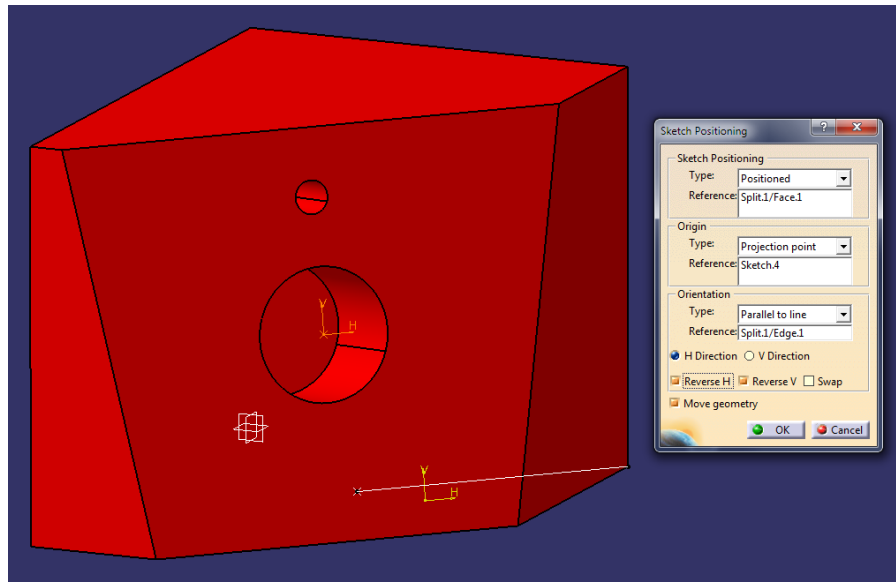 Sketch Positioning
?
X
Sketch Positioning
Type: Positioned
Reference: Split.1/Face.1
Origin
Type: Projection point
Reference: Sketch.4
Orientation
Type: Parallel to line
Reference: Split.1/Edge.1
H Direction V Direction
Reverse H Reverse V Swap
Move geometry
OK Cancel
V
H
V
H